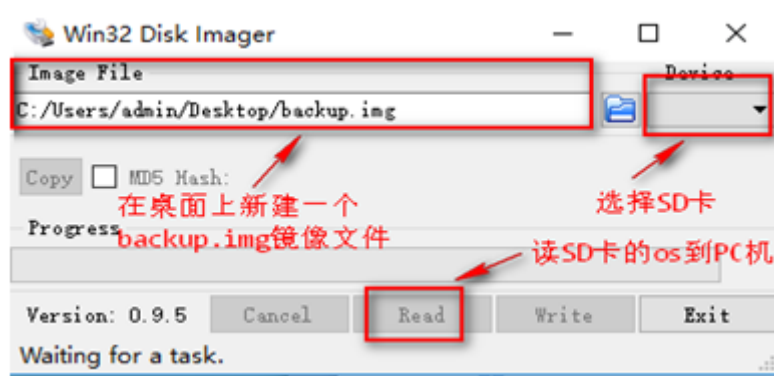 Win32 Disk Imager
Image File
Device
C:/Users/admin/Desktop/backup.img
Copy
MD5 Hash:
在桌面上新建一个
backup.img镜像文件
选择SD卡
Progress
读SD卡的os到PC机
Version: 0.9.5
Cancel
Read
Write
Exit
Waiting for a task.